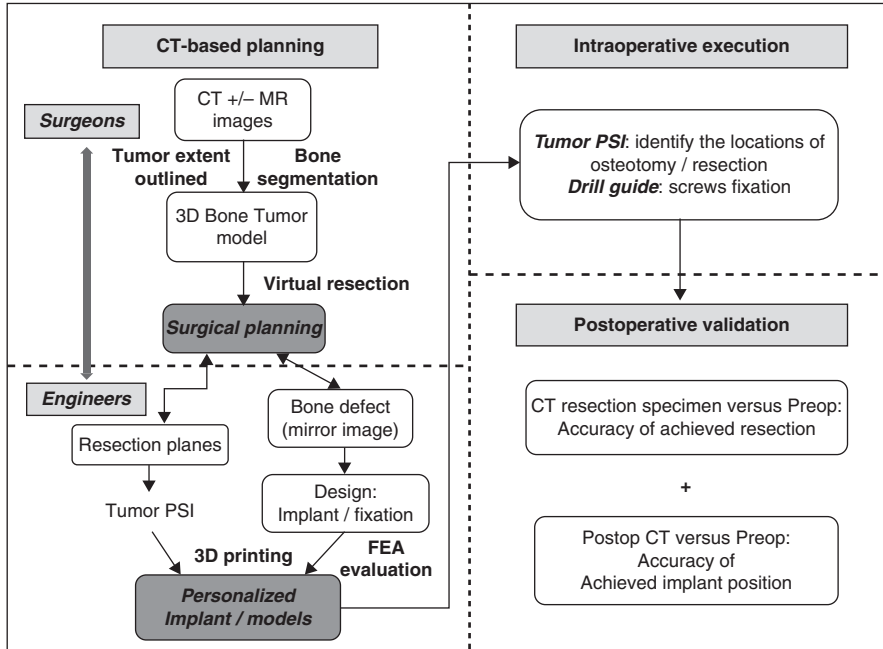 CT-based planning
CT +/– MR
images
Surgeons
Tumor extent
outlined
Bone
segmentation
3D Bone Tumor
model
Virtual resection
Surgical planning
Engineers
Resection planes
Bone defect
(mirror image)
Tumor PSI
Design:
Implant / fixation
3D printing
FEA
evaluation
Personalized
Implant / models
Intraoperative execution
Tumor PSI: identify the locations of
osteotomy / resection
Drill guide: screws fixation
Postoperative validation
CT resection specimen versus Preop:
Accuracy of achieved resection
+
Postop CT versus Preop:
Accuracy of
Achieved implant position